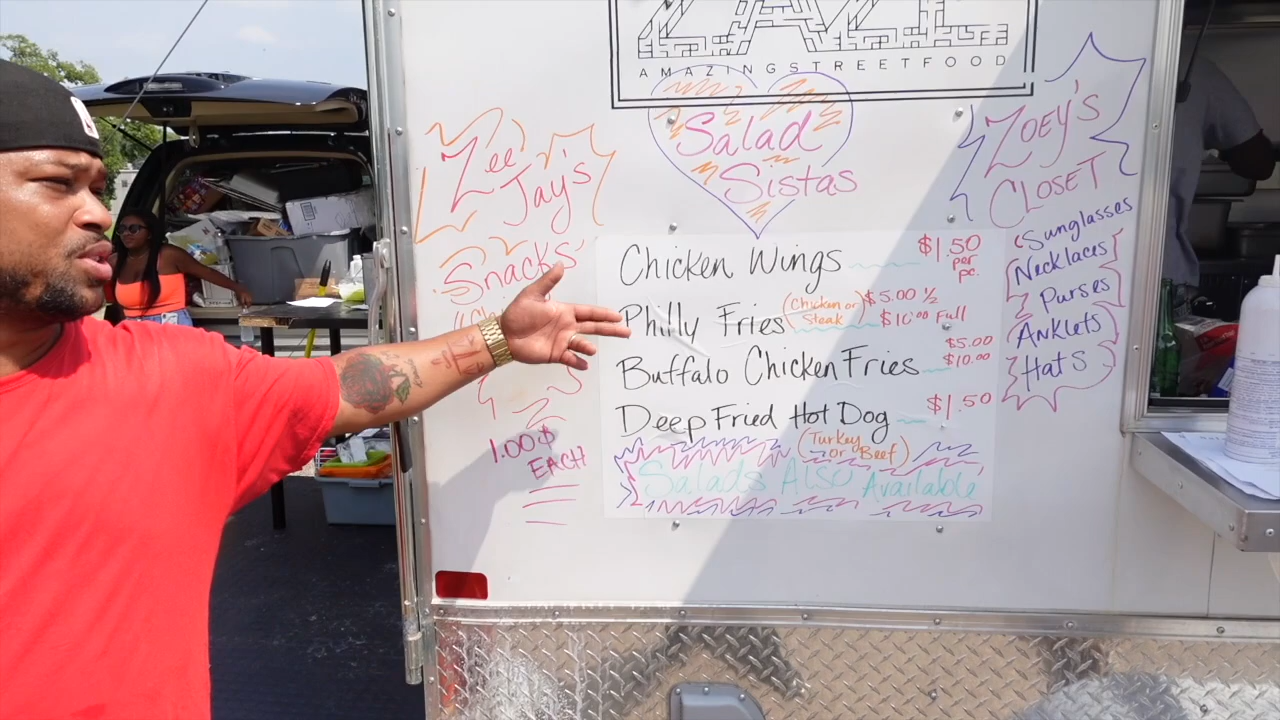 AMAZINGSTREETFOOD
Zee
Jay's
Snacks
1.00$
EACH
Salad
Sistas
Chicken Wings $1.50
per
pc.
Philly Fries (Chicken or
Steak) $5.00 ½
$10.00 Full
Buffalo Chicken Fries $5.00
$10.00
Deep Fried Hot Dog $1.50
(Turkey
or Beef)
Salads Also Available
Zoey's
Closet
Sunglasses
Necklaces
Purses
Anklets
Hats